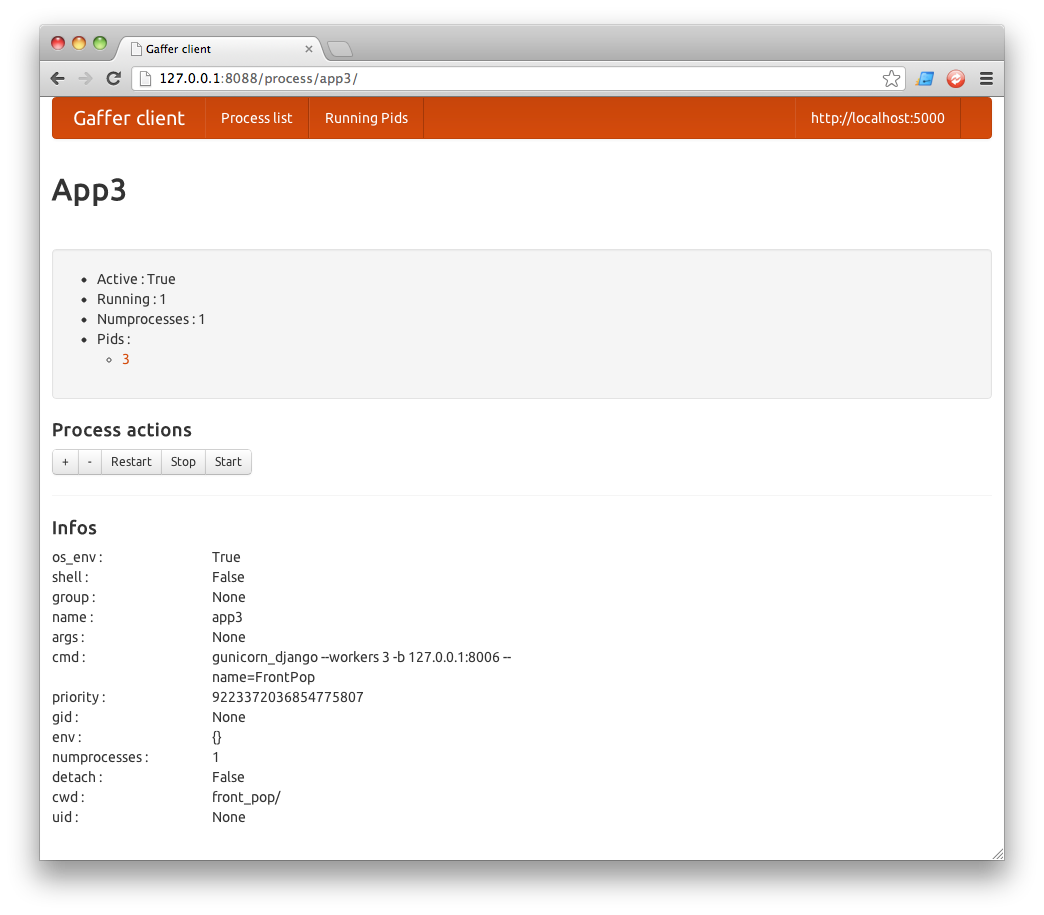 Gaffer client
127.0.0.1:8088/process/app3/
Gaffer client Process list Running Pids http://localhost:5000
App3
Active : True
Running : 1
Numprocesses : 1
Pids :
3
Process actions
+ - Restart Stop Start
Infos
os_env : True
shell : False
group : None
name : app3
args : None
cmd : gunicorn_django --workers 3 -b 127.0.0.1:8006 --
name=FrontPop
priority : 9223372036854775807
gid : None
env : {}
numprocesses : 1
detach : False
cwd : front_pop/
uid : None